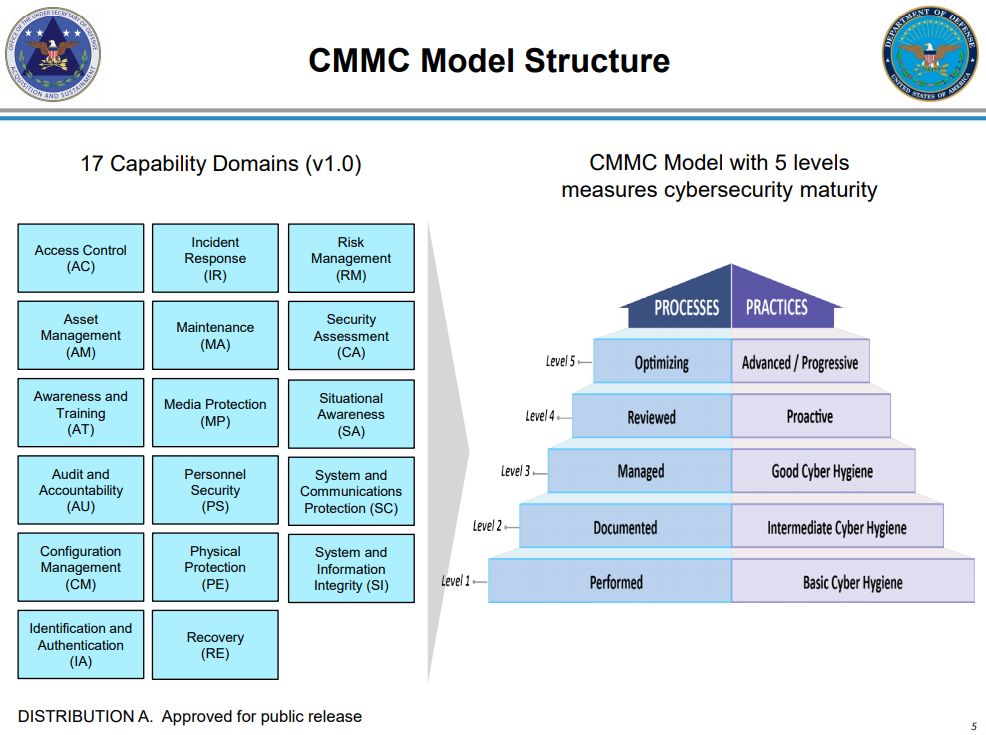 OFFICE OF THE UNDER SECRETARY OF DEFENSE
ACQUISITION AND SUSTAINMENT
CMMC Model Structure
DEPARTMENT OF DEFENSE
UNITED STATES OF AMERICA
17 Capability Domains (v1.0)
Access Control
(AC)
Incident
Response
(IR)
Risk
Management
(RM)
Asset
Management
(AM)
Maintenance
(MA)
Security
Assessment
(CA)
Awareness and
Training
(AT)
Media Protection
(MP)
Situational
Awareness
(SA)
Audit and
Accountability
(AU)
Personnel
Security
(PS)
System and
Communications
Protection (SC)
Configuration
Management
(CM)
Physical
Protection
(PE)
System and
Information
Integrity (SI)
Identification and
Authentication
(IA)
Recovery
(RE)
CMMC Model with 5 levels
measures cybersecurity maturity
PROCESSES PRACTICES
Level 5 Optimizing Advanced / Progressive
Level 4 Reviewed Proactive
Level 3 Managed Good Cyber Hygiene
Level 2 Documented Intermediate Cyber Hygiene
Level 1 Performed Basic Cyber Hygiene
DISTRIBUTION A. Approved for public release
5